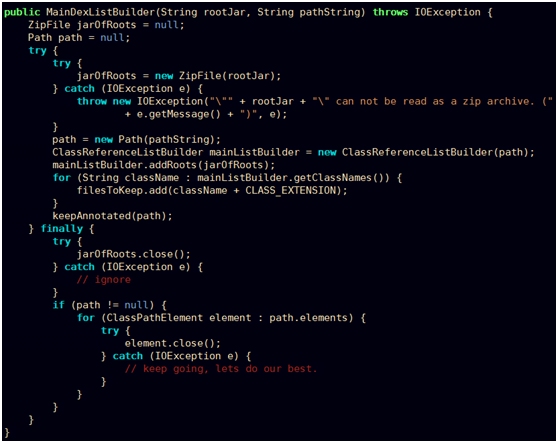 public MainDexListBuilder(String rootJar, String pathString) throws IOException {
    ZipFile jarOfRoots = null;
    Path path = null;
    try {
        try {
            jarOfRoots = new ZipFile(rootJar);
        } catch (IOException e) {
            throw new IOException("\"" + rootJar + "\" can not be read as a zip archive. ("
                    + e.getMessage() + ")", e);
        }
        path = new Path(pathString);
        ClassReferenceListBuilder mainListBuilder = new ClassReferenceListBuilder(path);
        mainListBuilder.addRoots(jarOfRoots);
        for (String className : mainListBuilder.getClassNames()) {
            filesToKeep.add(className + CLASS_EXTENSION);
        }
        keepAnnotated(path);
    } finally {
        try {
            jarOfRoots.close();
        } catch (IOException e) {
            // ignore
        }
        if (path != null) {
            for (ClassPathElement element : path.elements) {
                try {
                    element.close();
                } catch (IOException e) {
                    // keep going, lets do our best.
                }
            }
        }
    }
}